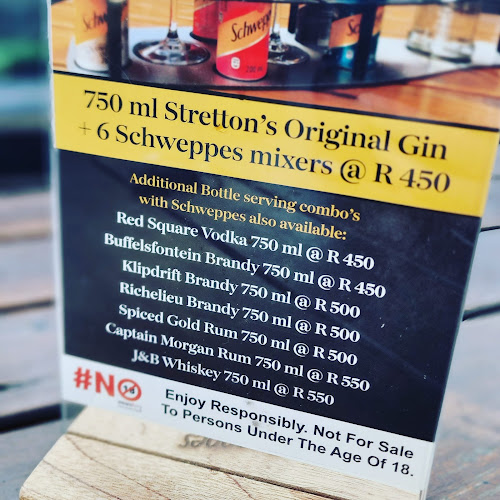 Schweppes
Schweppes
750 ml Stretton's Original Gin
+ 6 Schweppes mixers @ R 450
Additional Bottle serving combo's
with Schweppes also available:
Red Square Vodka 750 ml @ R 450
Buffelsfontein Brandy 750 ml @ R 450
Klipdrift Brandy 750 ml @ R 500
Richelieu Brandy 750 ml @ R 500
Spiced Gold Rum 750 ml @ R 500
Captain Morgan Rum 750 ml @ R 550
J&B Whiskey 750 ml @ R 550
#NO
18
Enjoy Responsibly. Not For Sale
To Persons Under The Age Of 18.